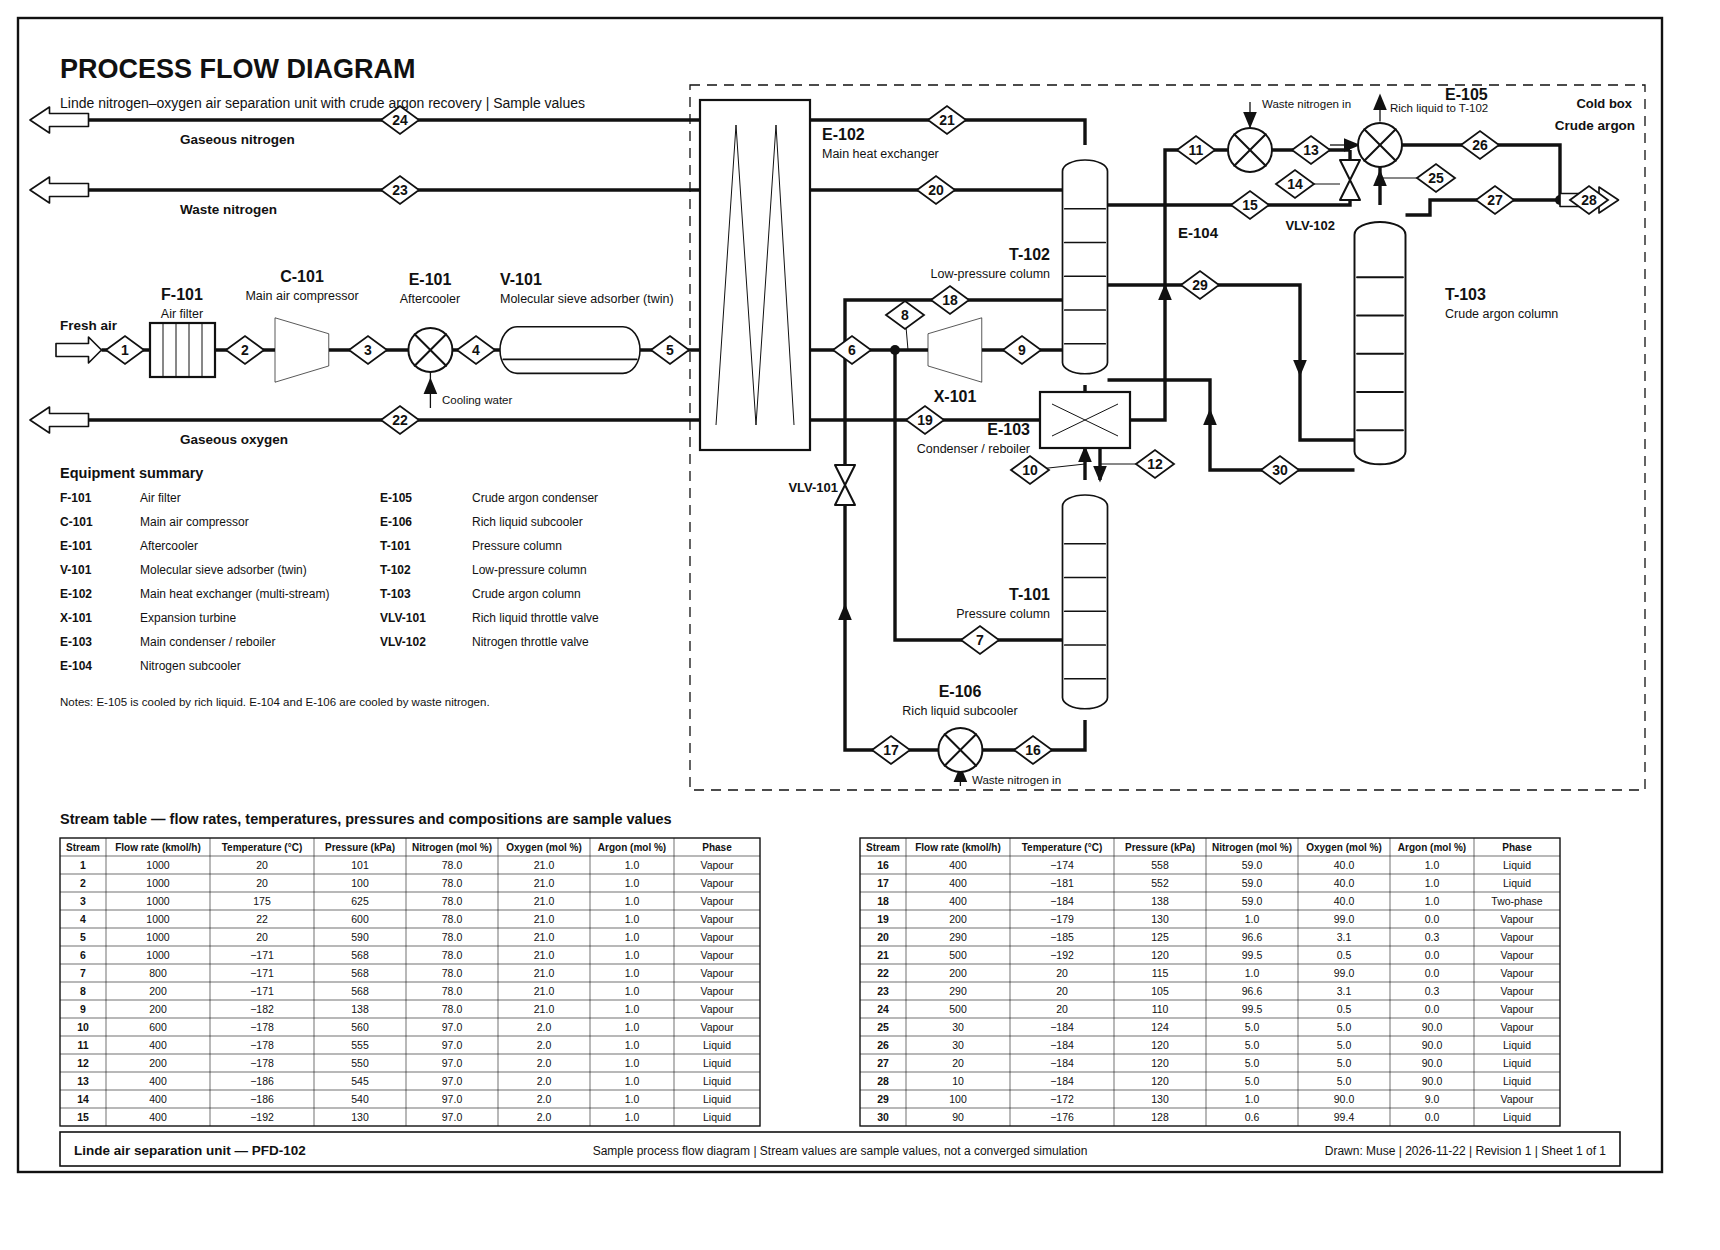 PROCESS FLOW DIAGRAM
Linde nitrogen–oxygen air separation unit with crude argon recovery | Sample values
24
Gaseous nitrogen
23
Waste nitrogen
C-101
Main air compressor
E-101
Aftercooler
V-101
Molecular sieve adsorber (twin)
F-101
Air filter
Fresh air
1
2
3
4
5
Cooling water
22
Gaseous oxygen
E-102
Main heat exchanger
21
20
T-102
Low-pressure column
18
8
6
9
X-101
19
E-103
Condenser / reboiler
10
12
VLV-101
T-101
Pressure column
7
E-106
Rich liquid subcooler
17
16
Waste nitrogen in
Waste nitrogen in
E-105
Rich liquid to T-102
Cold box
Crude argon
11
13
26
14
25
15
27
28
E-104
VLV-102
29
T-103
Crude argon column
30
Equipment summary
F-101 Air filter E-105 Crude argon condenser
C-101 Main air compressor E-106 Rich liquid subcooler
E-101 Aftercooler T-101 Pressure column
V-101 Molecular sieve adsorber (twin) T-102 Low-pressure column
E-102 Main heat exchanger (multi-stream) T-103 Crude argon column
X-101 Expansion turbine VLV-101 Rich liquid throttle valve
E-103 Main condenser / reboiler VLV-102 Nitrogen throttle valve
E-104 Nitrogen subcooler
Notes: E-105 is cooled by rich liquid. E-104 and E-106 are cooled by waste nitrogen.
Stream table — flow rates, temperatures, pressures and compositions are sample values
Stream Flow rate (kmol/h) Temperature (°C) Pressure (kPa) Nitrogen (mol %) Oxygen (mol %) Argon (mol %) Phase
1 1000 20 101 78.0 21.0 1.0 Vapour
2 1000 20 100 78.0 21.0 1.0 Vapour
3 1000 175 625 78.0 21.0 1.0 Vapour
4 1000 22 600 78.0 21.0 1.0 Vapour
5 1000 20 590 78.0 21.0 1.0 Vapour
6 1000 −171 568 78.0 21.0 1.0 Vapour
7 800 −171 568 78.0 21.0 1.0 Vapour
8 200 −171 568 78.0 21.0 1.0 Vapour
9 200 −182 138 78.0 21.0 1.0 Vapour
10 600 −178 560 97.0 2.0 1.0 Vapour
11 400 −178 555 97.0 2.0 1.0 Liquid
12 200 −178 550 97.0 2.0 1.0 Liquid
13 400 −186 545 97.0 2.0 1.0 Liquid
14 400 −186 540 97.0 2.0 1.0 Liquid
15 400 −192 130 97.0 2.0 1.0 Liquid
Stream Flow rate (kmol/h) Temperature (°C) Pressure (kPa) Nitrogen (mol %) Oxygen (mol %) Argon (mol %) Phase
16 400 −174 558 59.0 40.0 1.0 Liquid
17 400 −181 552 59.0 40.0 1.0 Liquid
18 400 −184 138 59.0 40.0 1.0 Two-phase
19 200 −179 130 1.0 99.0 0.0 Vapour
20 290 −185 125 96.6 3.1 0.3 Vapour
21 500 −192 120 99.5 0.5 0.0 Vapour
22 200 20 115 1.0 99.0 0.0 Vapour
23 290 20 105 96.6 3.1 0.3 Vapour
24 500 20 110 99.5 0.5 0.0 Vapour
25 30 −184 124 5.0 5.0 90.0 Vapour
26 30 −184 120 5.0 5.0 90.0 Liquid
27 20 −184 120 5.0 5.0 90.0 Liquid
28 10 −184 120 5.0 5.0 90.0 Liquid
29 100 −172 130 1.0 90.0 9.0 Vapour
30 90 −176 128 0.6 99.4 0.0 Liquid
Linde air separation unit — PFD-102
Sample process flow diagram | Stream values are sample values, not a converged simulation
Drawn: Muse | 2026-11-22 | Revision 1 | Sheet 1 of 1